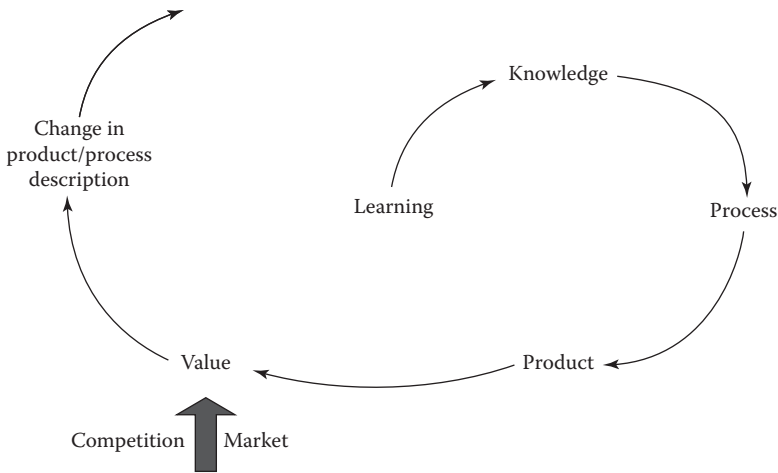 Knowledge
Change in
product/process
description
Learning
Process
Value
Product
Competition Market